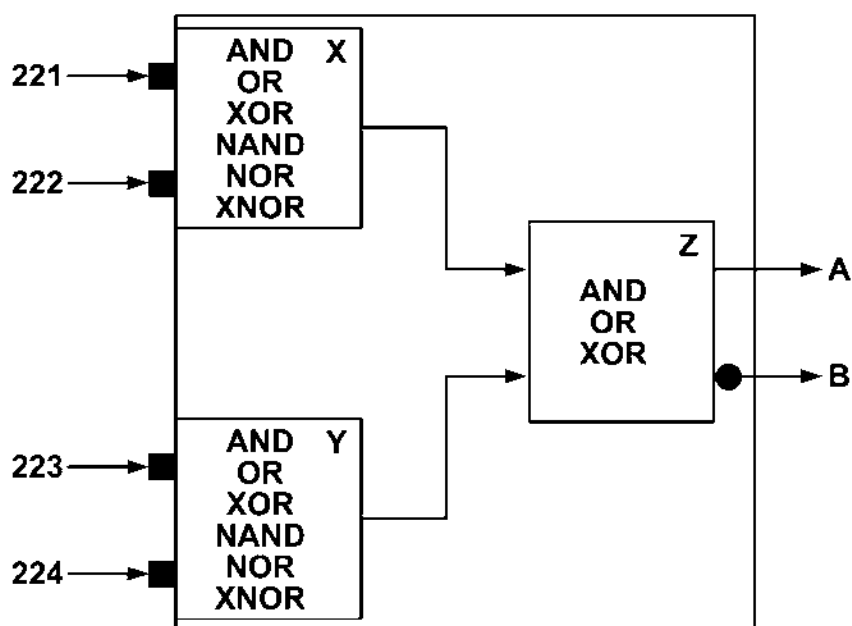 221
222
AND
OR
XOR
NAND
NOR
XNOR
X
AND
OR
XOR
Z
A
B
223
224
AND
OR
XOR
NAND
NOR
XNOR
Y